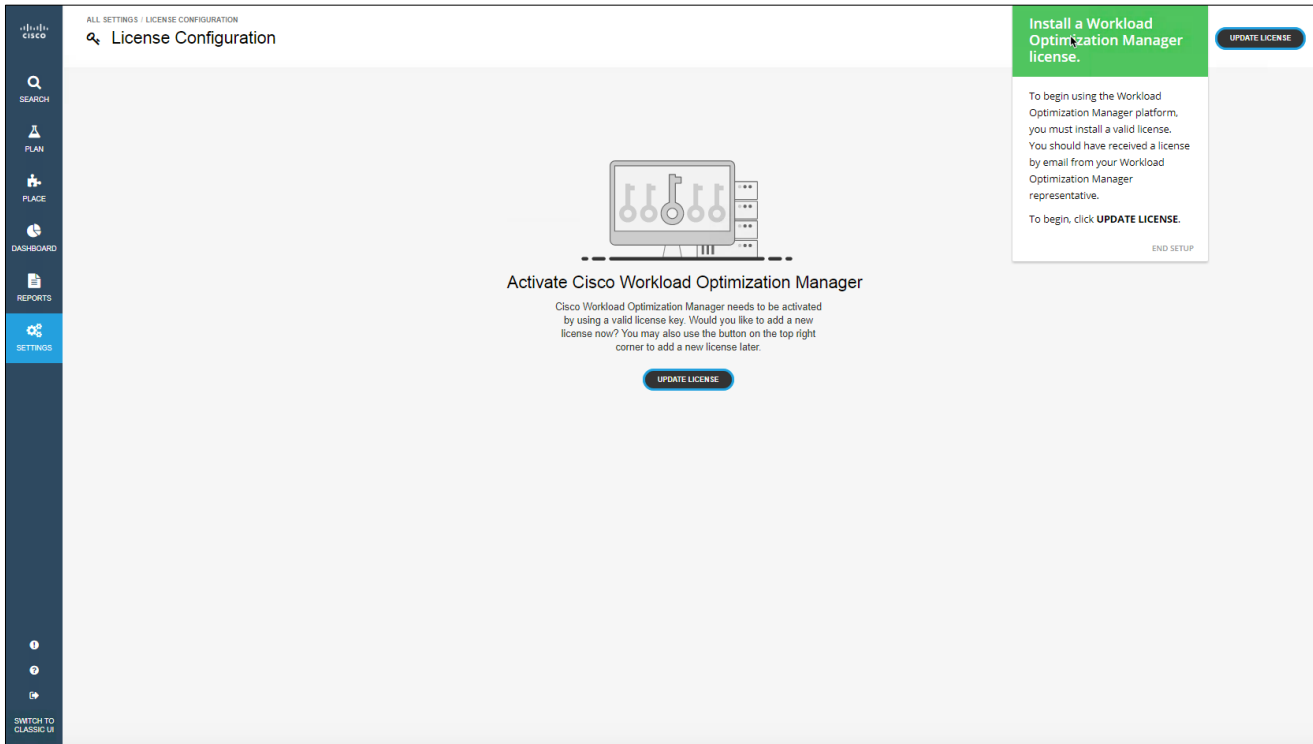 CISCO
SEARCH
PLAN
PLACE
DASHBOARD
REPORTS
SETTINGS
SWITCH TO
CLASSIC UI
ALL SETTINGS / LICENSE CONFIGURATION
License Configuration
Install a Workload
Optimization Manager
license.
UPDATE LICENSE
To begin using the Workload
Optimization Manager platform,
you must install a valid license.
You should have received a license
by email from your Workload
Optimization Manager
representative.
To begin, click UPDATE LICENSE.
END SETUP
Activate Cisco Workload Optimization Manager
Cisco Workload Optimization Manager needs to be activated
by using a valid license key. Would you like to add a new
license now? You may also use the button on the top right
corner to add a new license later.
UPDATE LICENSE